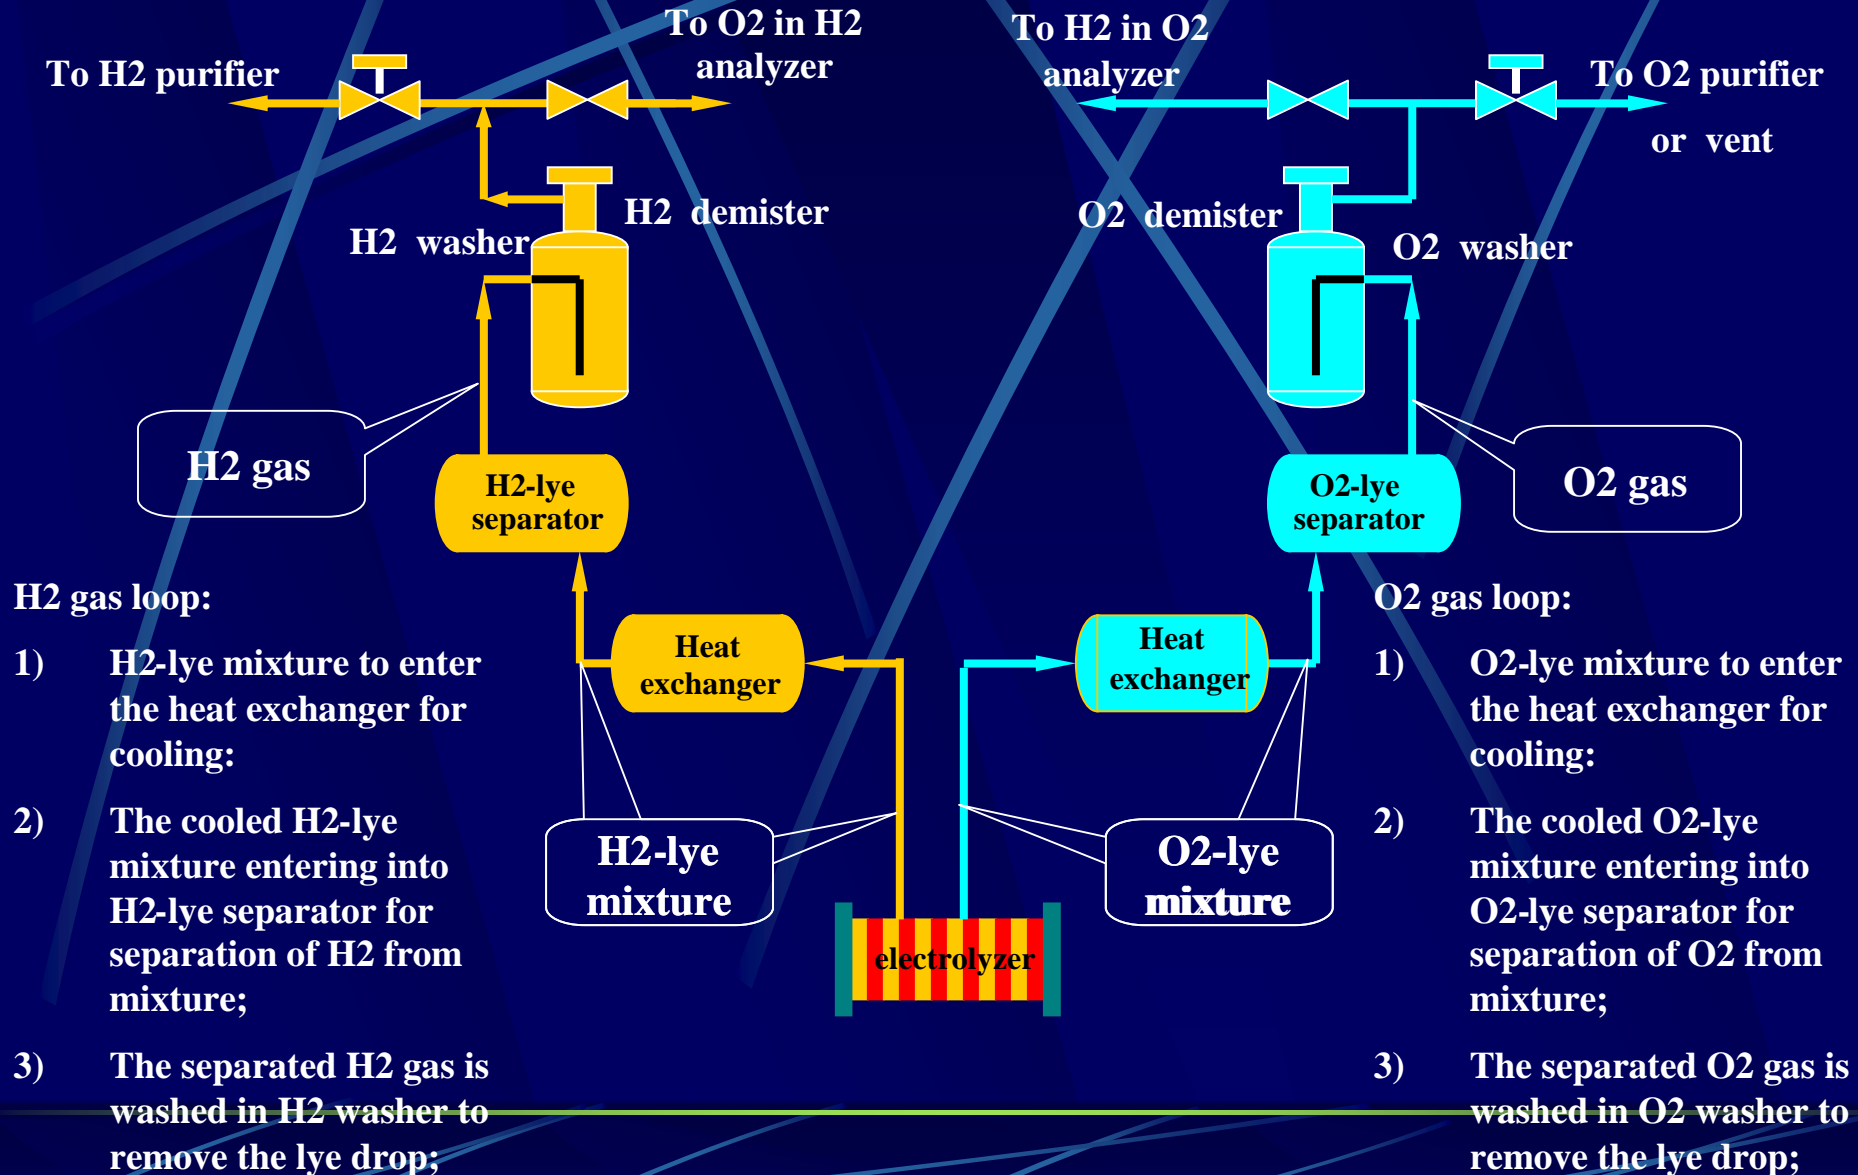 To H2 purifier
To O2 in H2
analyzer
To H2 in O2
analyzer
To O2 purifier
or vent
H2 washer
H2 demister
O2 demister
O2 washer
H2 gas
H2-lye
separator
O2-lye
separator
O2 gas
Heat
exchanger
Heat
exchanger
H2-lye
mixture
O2-lye
mixture
electrolyzer
H2 gas loop:
1) H2-lye mixture to enter
the heat exchanger for
cooling:
2) The cooled H2-lye
mixture entering into
H2-lye separator for
separation of H2 from
mixture;
3) The separated H2 gas is
washed in H2 washer to
remove the lye drop;
O2 gas loop:
1) O2-lye mixture to enter
the heat exchanger for
cooling:
2) The cooled O2-lye
mixture entering into
O2-lye separator for
separation of O2 from
mixture;
3) The separated O2 gas is
washed in O2 washer to
remove the lye drop;